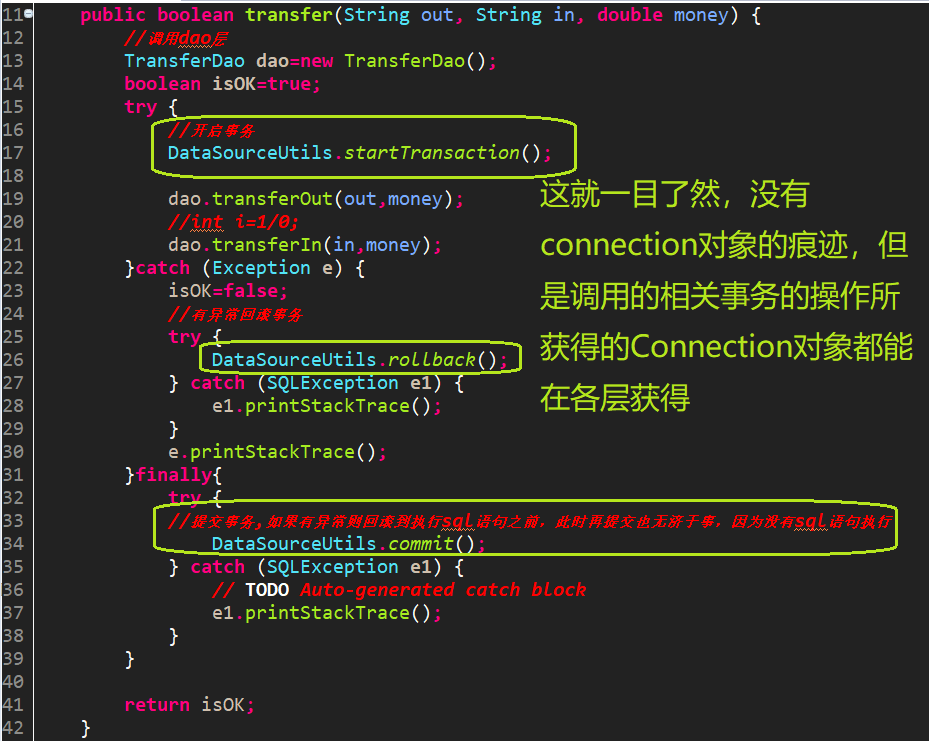 11 public boolean transfer(String out, String in, double money) {
12 //调用dao层
13 TransferDao dao=new TransferDao();
14 boolean isOK=true;
15 try {
16 //开启事务
17 DataSourceUtils.startTransaction();
18
19 dao.transferOut(out,money);
20 //int i=1/0;
21 dao.transferIn(in,money);
22 }catch (Exception e) {
23 isOK=false;
24 //有异常回滚事务
25 try {
26 DataSourceUtils.rollback();
27 } catch (SQLException e1) {
28 e1.printStackTrace();
29 }
30 e.printStackTrace();
31 }finally{
32 try {
33 //提交事务,如果有异常则回滚到执行sql语句之前，此时再提交也无济于事，因为没有sql语句执行
34 DataSourceUtils.commit();
35 } catch (SQLException e1) {
36 // TODO Auto-generated catch block
37 e1.printStackTrace();
38 }
39 }
40
41 return isOK;
42 }
这就一目了然，没有
connection对象的痕迹，但
是调用的相关事务的操作所
获得的Connection对象都能
在各层获得